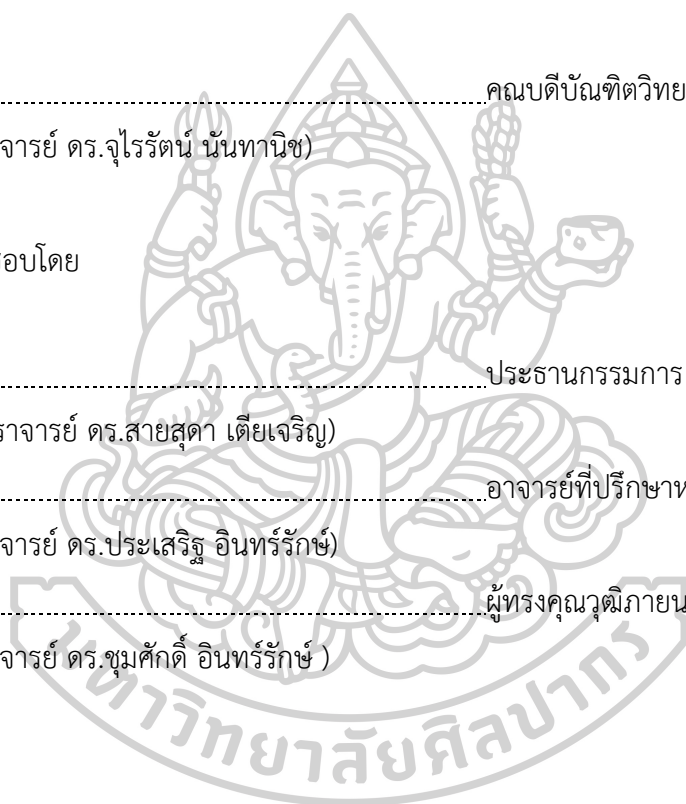 คณบดีบัณฑิตวิทย
จารย์ ดร.จุไรรัตน์ นันทานิช)
สอบโดย
ประธานกรรมการ
ราจารย์ ดร.สายสุดา เตียเจริญ)
อาจารย์ที่ปรึกษาห
จารย์ ดร.ประเสริฐ อินทร์รักษ์)
ผู้ทรงคุณวุฒิภายน
จารย์ ดร.ชุมศักดิ์ อินทร์รักษ์ )
มหาวิทยาลัยศิลปากร